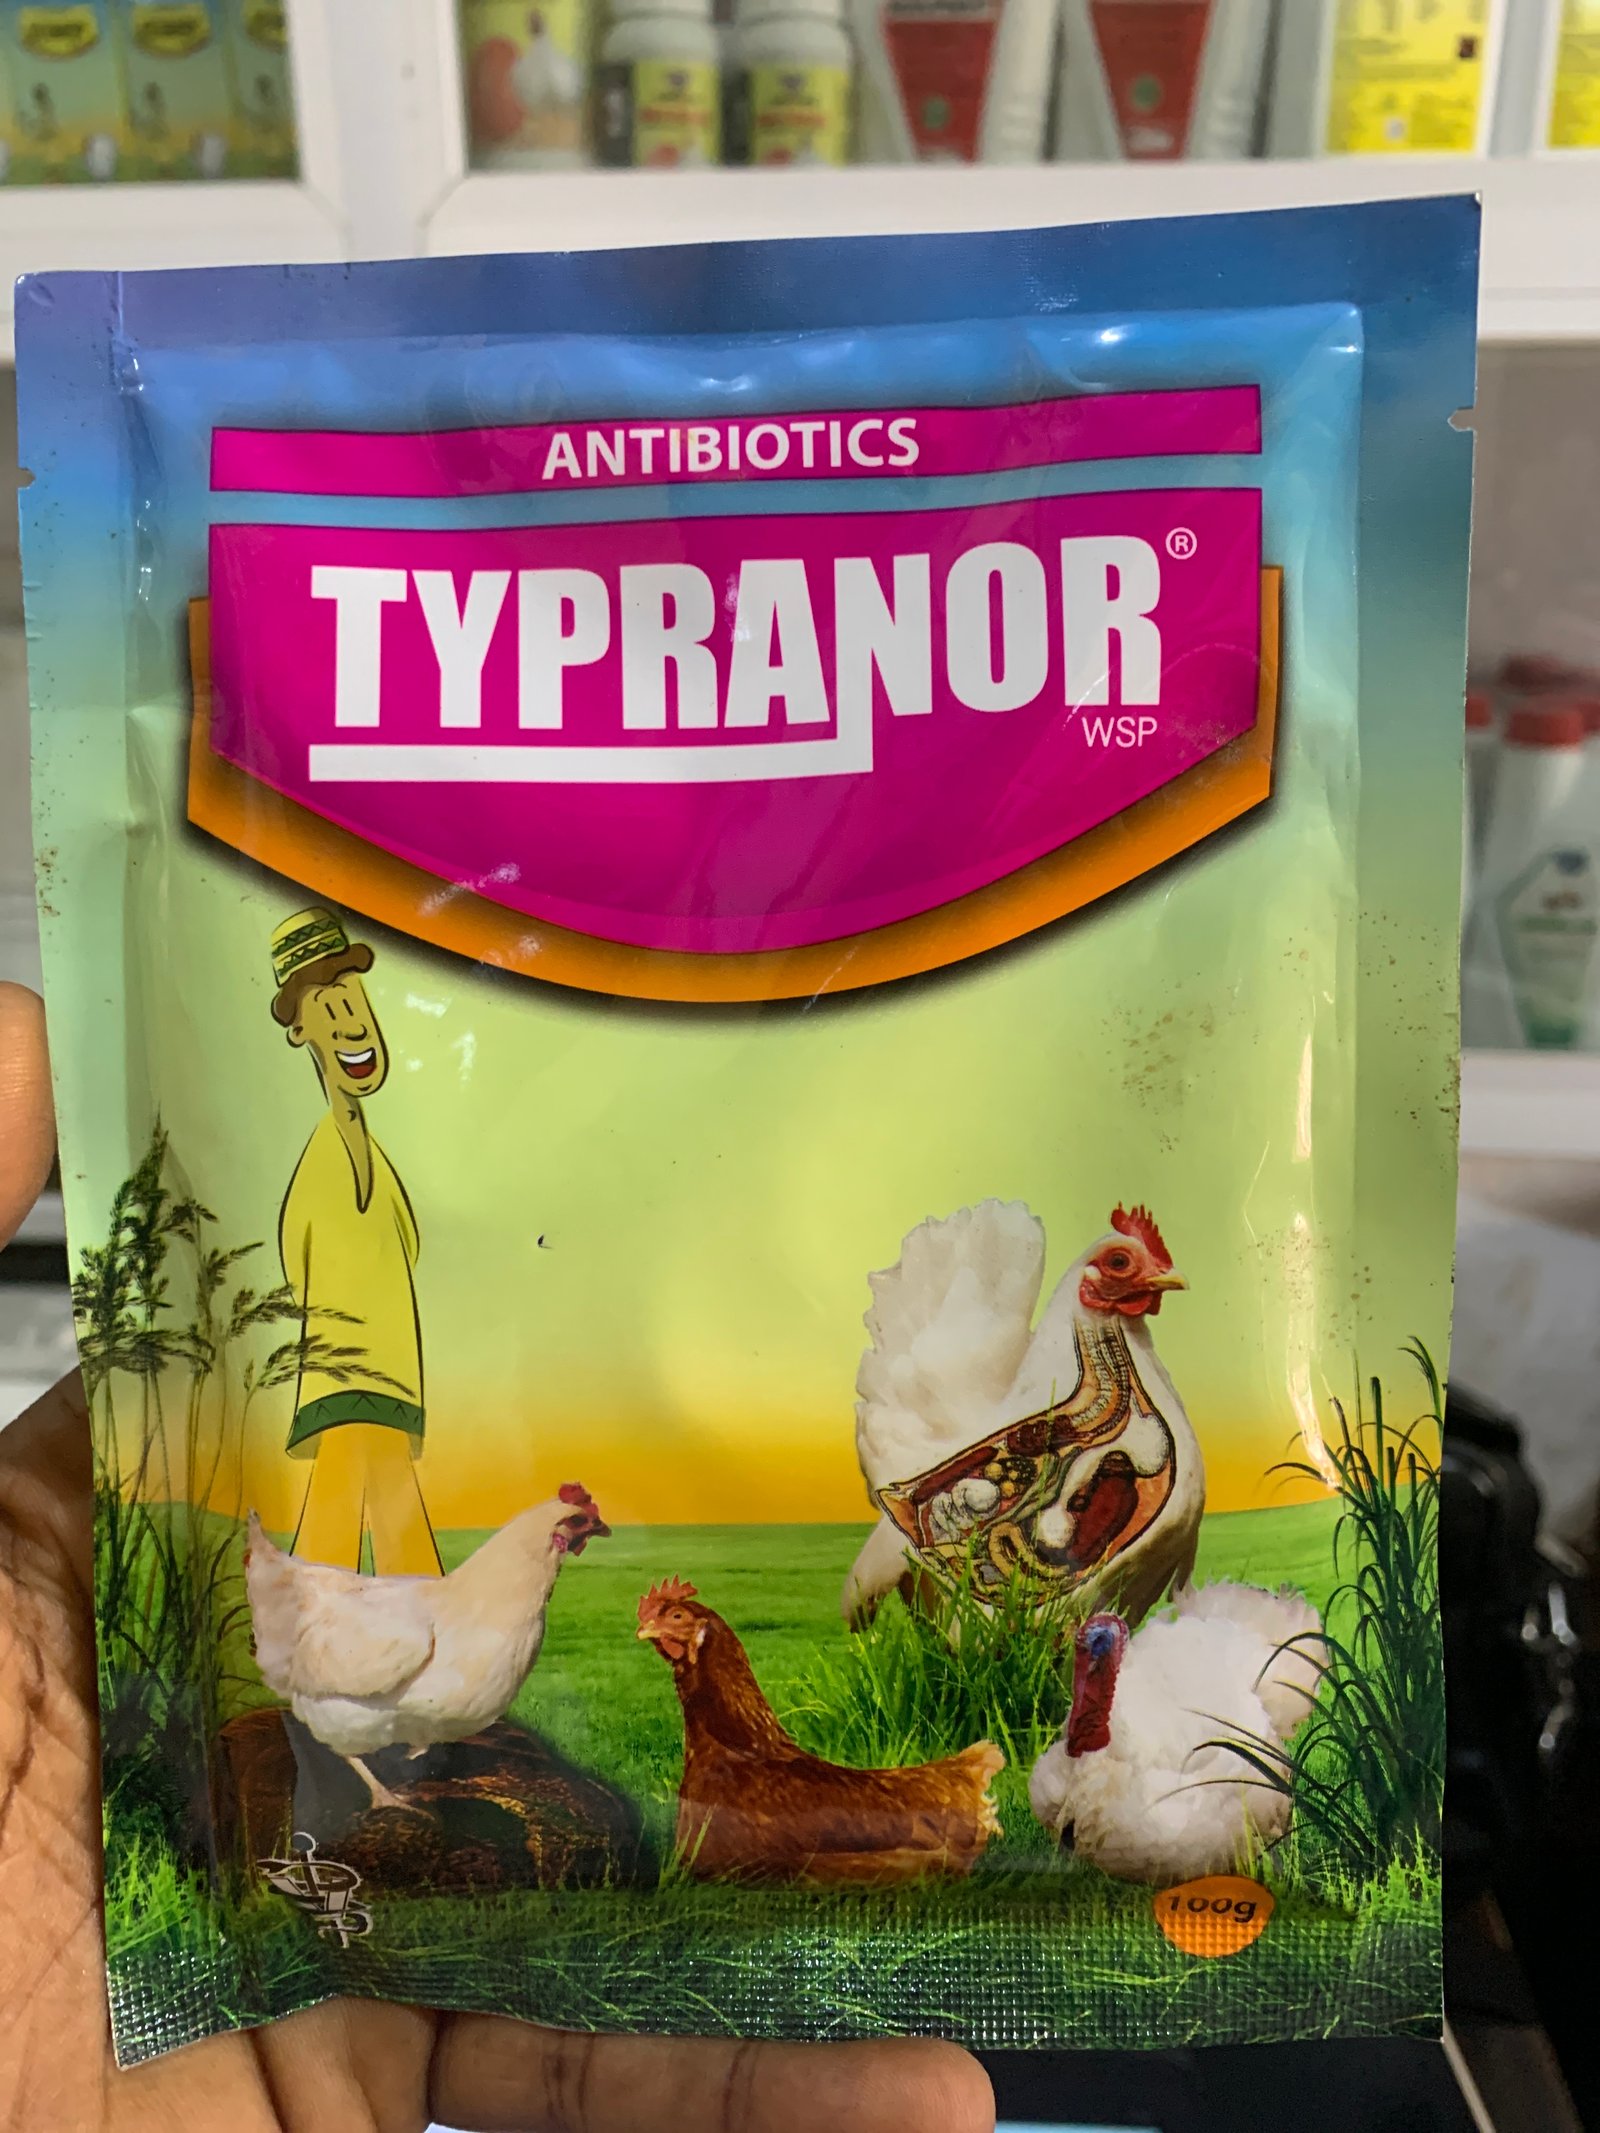 ANTIBIOTICS
TYPRANOR®
WSP
100g